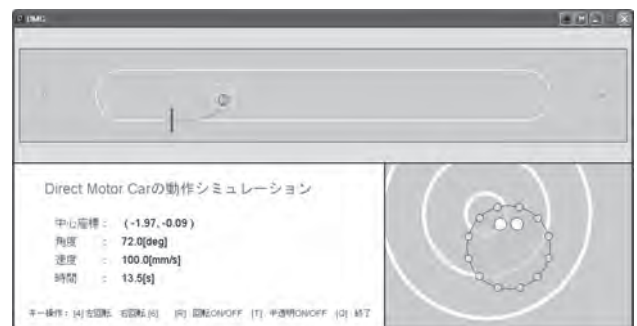 DMC
Direct Motor Carの動作シミュレーション
中心座標 : (-1.97, -0.09)
角度 : 72.0[deg]
速度 : 100.0[mm/s]
時間 : 13.5[s]
キー操作: [4] 左回転, 右回転 [6] [R] 回転ON/OFF [T] 半透明ON/OFF [Q] 終了